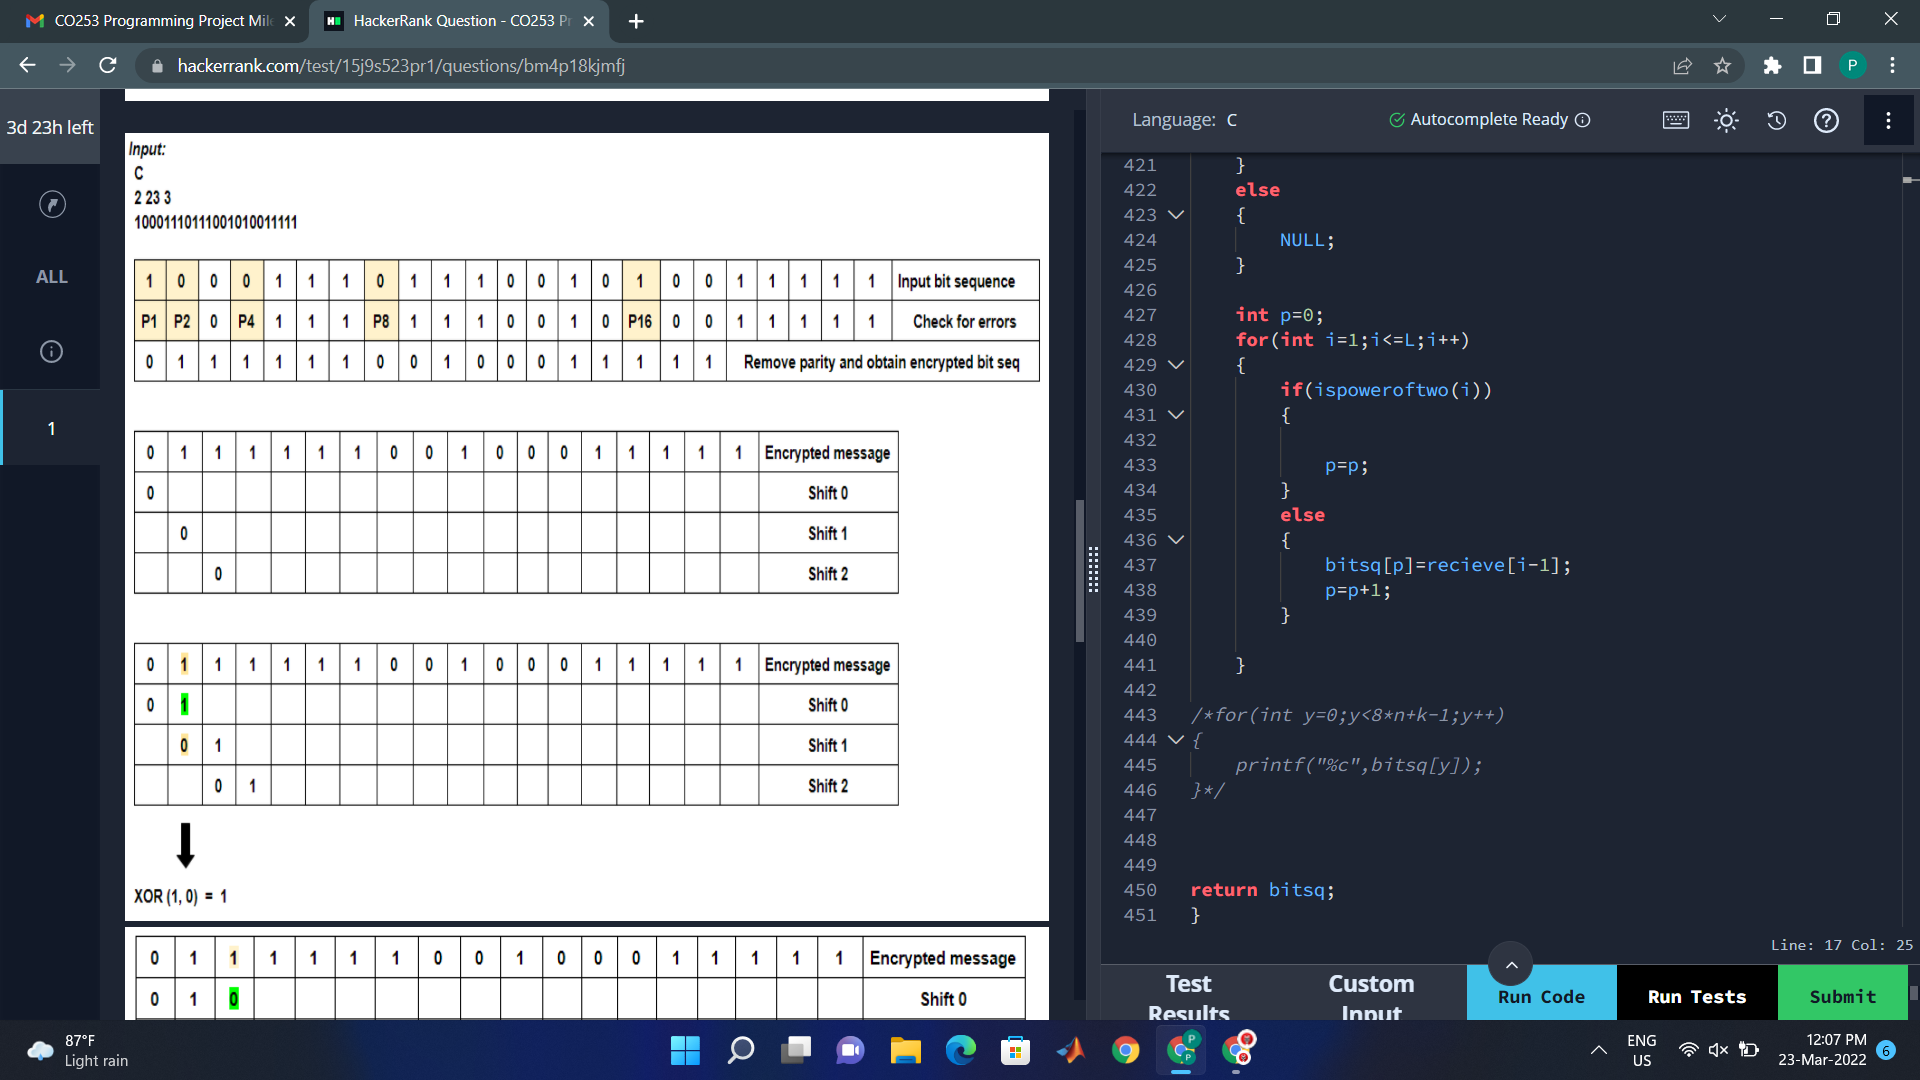 CO253 Programming Project Mile
HackerRank Question - CO253 Pr
hackerrank.com/test/15j9s523pr1/questions/bm4p18kjmfj
P
3d 23h left
ALL
1
Input:
C
2 23 3
10001110111001010011111
1 0 0 0 1 1 1 0 1 1 1 0 0 1 0 1 0 0 1 1 1 1 1 Input bit sequence
P1 P2 0 P4 1 1 1 P8 1 1 1 0 0 1 0 P16 0 0 1 1 1 1 1 Check for errors
0 1 1 1 1 1 1 0 0 1 0 0 0 1 1 1 1 1 Remove parity and obtain encrypted bit seq
0 1 1 1 1 1 1 0 0 1 0 0 0 1 1 1 1 1 Encrypted message
0 Shift 0
0 Shift 1
0 Shift 2
0 1 1 1 1 1 1 0 0 1 0 0 0 1 1 1 1 1 Encrypted message
0 1 Shift 0
0 1 Shift 1
0 1 Shift 2
XOR (1, 0) = 1
0 1 1 1 1 1 1 0 0 1 0 0 0 1 1 1 1 1 Encrypted message
0 1 0 Shift 0
Language: C
Autocomplete Ready
421 }
422 else
423 {
424 NULL;
425 }
426
427 int p=0;
428 for(int i=1;i<=L;i++)
429 {
430 if(ispoweroftwo(i))
431 {
432
433 p=p;
434 }
435 else
436 {
437 bitsq[p]=recieve[i-1];
438 p=p+1;
439 }
440
441 }
442
443 /*for(int y=0;y<8*n+k-1;y++)
444 {
445 printf("%c",bitsq[y]);
446 }*/
447
448
449
450 return bitsq;
451 }
Line: 17 Col: 25
Test Results
Custom Input
Run Code
Run Tests
Submit
87°F
Light rain
P
P
ENG
US
12:07 PM
23-Mar-2022
6